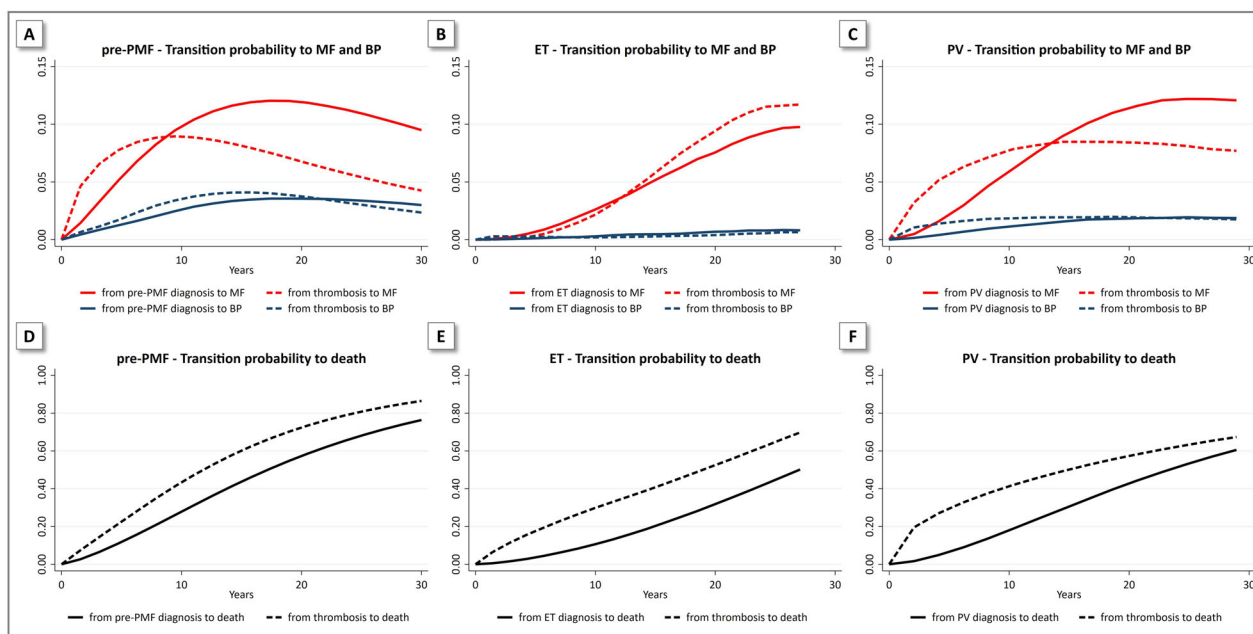 A
pre-PMF - Transition probability to MF and BP
0.15
0.10
0.05
0.00
0 10 20 30
Years
from pre-PMF diagnosis to MF from thrombosis to MF
from pre-PMF diagnosis to BP from thrombosis to BP
B
ET - Transition probability to MF and BP
0.15
0.10
0.05
0.00
0 10 20 30
Years
from ET diagnosis to MF from thrombosis to MF
from ET diagnosis to BP from thrombosis to BP
C
PV - Transition probability to MF and BP
0.15
0.10
0.05
0.00
0 10 20 30
Years
from PV diagnosis to MF from thrombosis to MF
from PV diagnosis to BP from thrombosis to BP
D
pre-PMF - Transition probability to death
1.00
0.80
0.60
0.40
0.20
0.00
0 10 20 30
Years
from pre-PMF diagnosis to death from thrombosis to death
E
ET - Transition probability to death
1.00
0.80
0.60
0.40
0.20
0.00
0 10 20 30
Years
from ET diagnosis to death from thrombosis to death
F
PV - Transition probability to death
1.00
0.80
0.60
0.40
0.20
0.00
0 10 20 30
Years
from PV diagnosis to death from thrombosis to death